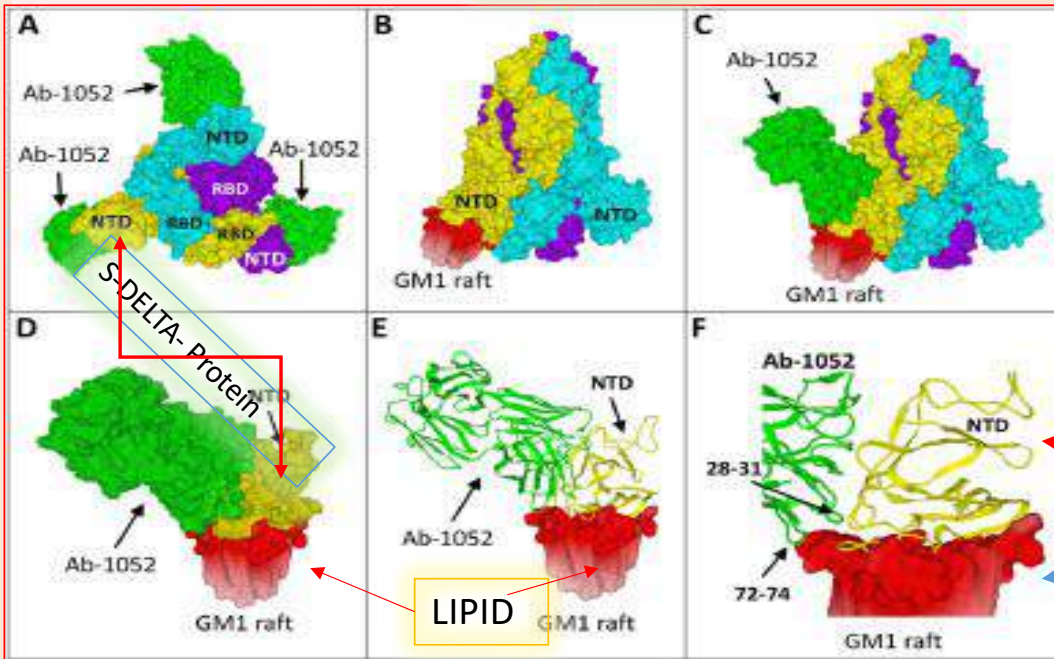 A
Ab-1052
NTD
Ab-1052
Ab-1052
RBD
NTD
RBD
RBD
NTD
B
NTD
NTD
GM1 raft
C
Ab-1052
GM1 raft
S-DELTA- Protein
D
NTD
Ab-1052
GM1 raft
E
NTD
Ab-1052
LIPID
GM1 raft
F
Ab-1052
NTD
28-31
72-74
GM1 raft